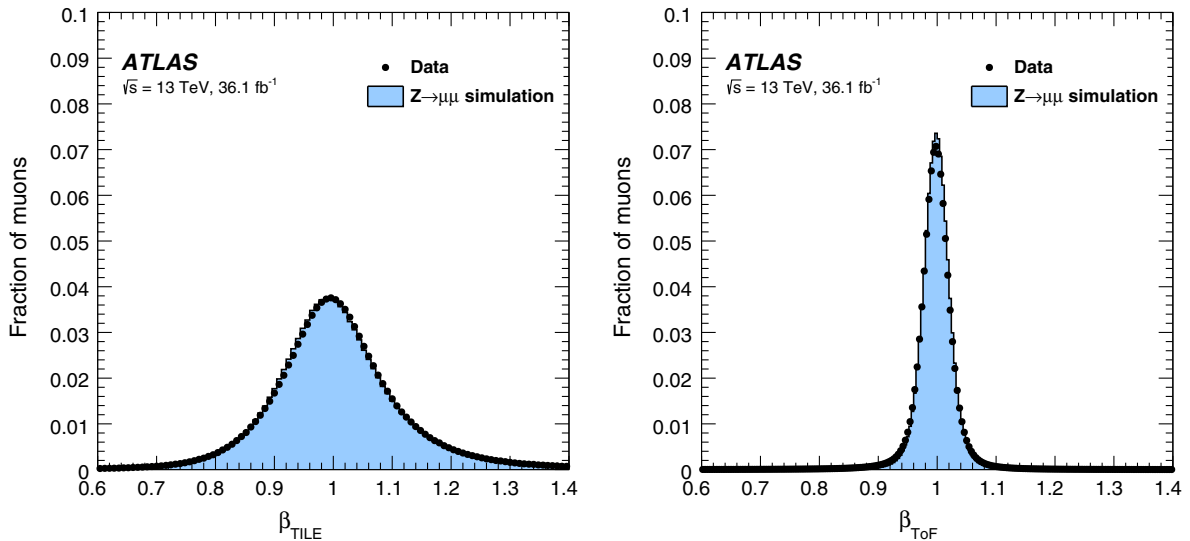 Fraction of muons
0.1
0.09
0.08
0.07
0.06
0.05
0.04
0.03
0.02
0.01
0
ATLAS
√s = 13 TeV, 36.1 fb⁻¹
Data
Z→μμ simulation
0.6 0.7 0.8 0.9 1 1.1 1.2 1.3 1.4
β_TILE
Fraction of muons
0.1
0.09
0.08
0.07
0.06
0.05
0.04
0.03
0.02
0.01
0
ATLAS
√s = 13 TeV, 36.1 fb⁻¹
Data
Z→μμ simulation
0.6 0.7 0.8 0.9 1 1.1 1.2 1.3 1.4
β_ToF